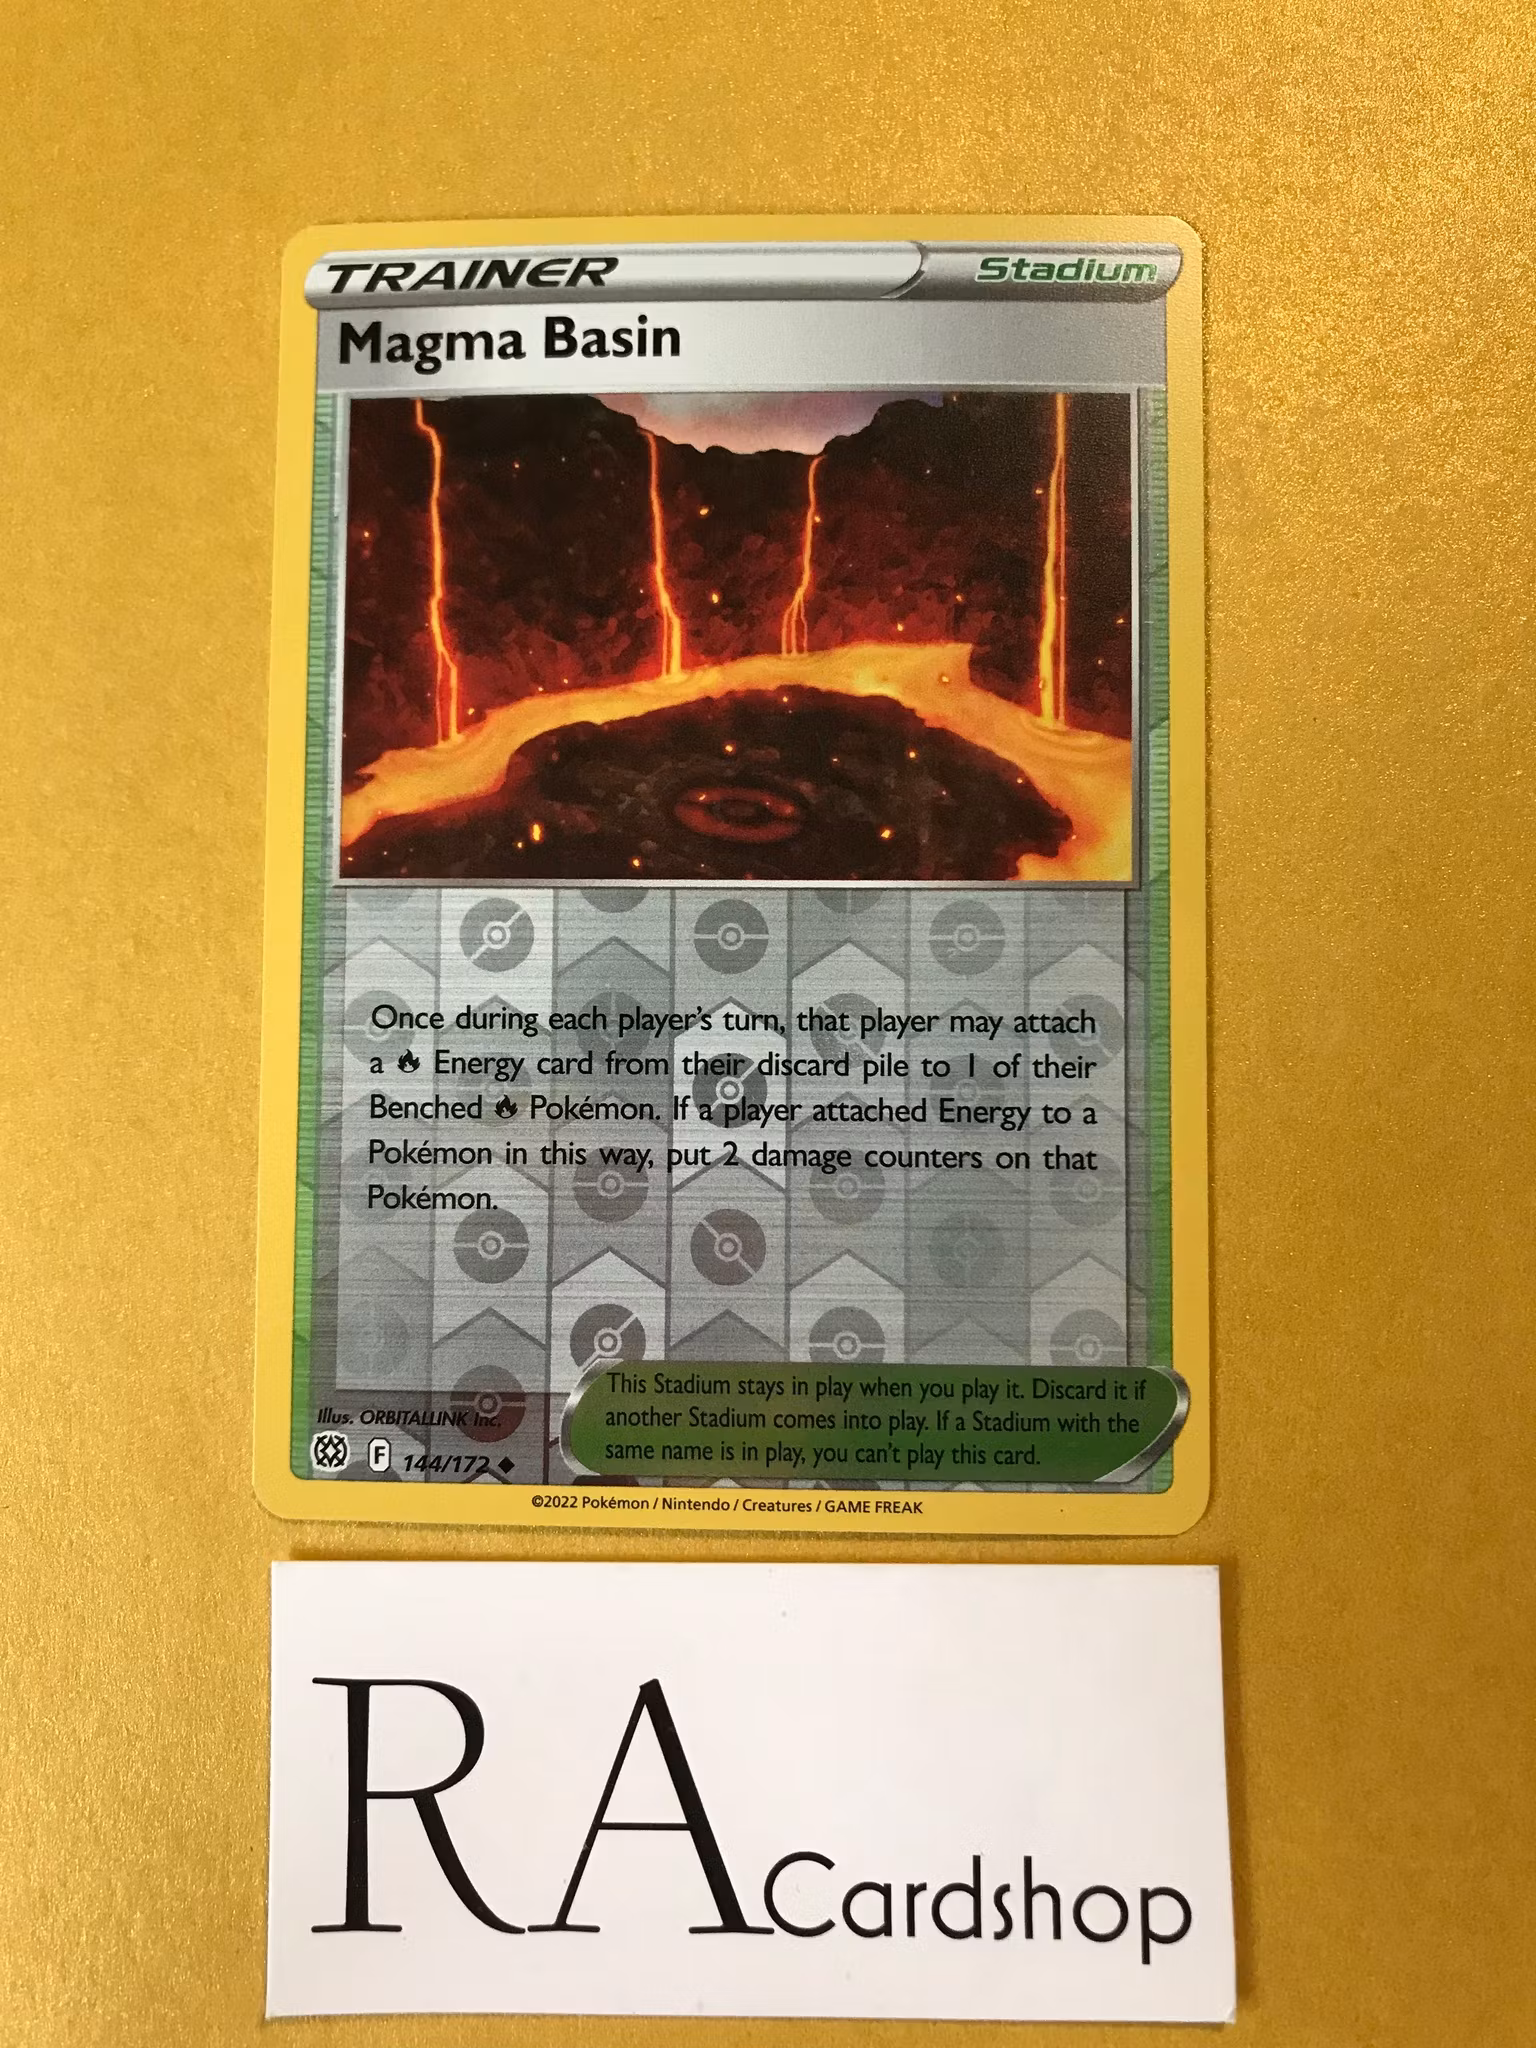 TRAINER
Stadium
Magma Basin
Once during each player's turn, that player may attach
a Energy card from their discard pile to 1 of their
Benched Pokémon. If a player attached Energy to a
Pokémon in this way, put 2 damage counters on that
Pokémon.
This Stadium stays in play when you play it. Discard it if
another Stadium comes into play. If a Stadium with the
same name is in play, you can't play this card.
Illus. ORBITALLINK Inc.
F 144/172
©2022 Pokémon / Nintendo / Creatures / GAME FREAK
RA Cardshop